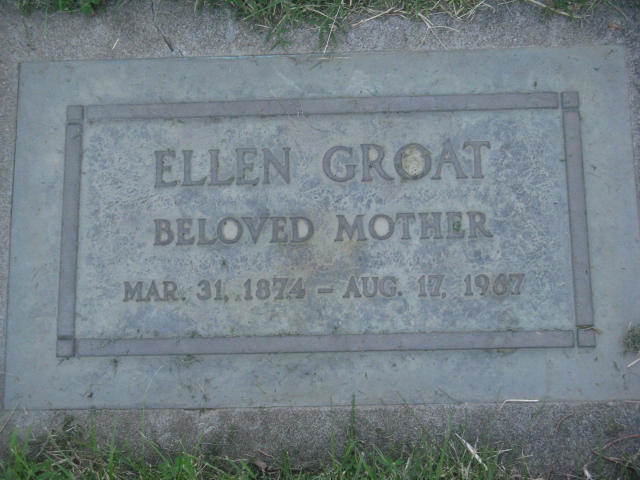 ELLEN GROAT
BELOVED MOTHER
MAR. 31, 1874 – AUG. 17, 1967